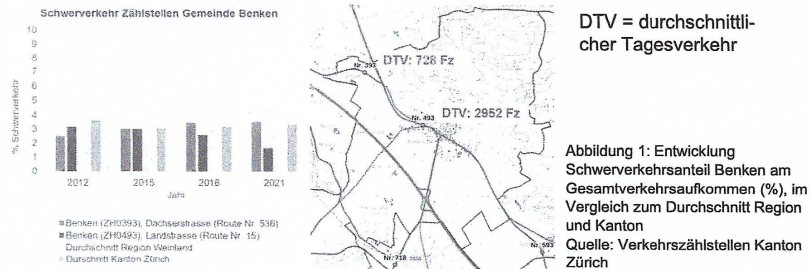 Schwerverkehr Zählstellen Gemeinde Benken
% Schwerverkehr
10
9
8
7
6
5
4
3
2
1
0
2012
2015
2018
2021
Jahr
Benken (ZH0393), Dachserstrasse (Route Nr. 536)
Benken (ZH0493), Landstrasse (Route Nr. 15)
Durchschnitt Region Weinland
Durschnitt Kanton Zürich
DTV: 728 Fz
Nr. 393
DTV: 2952 Fz
Nr. 493
Nr. 718
Nr. 593
DTV = durchschnittli-
cher Tagesverkehr
Abbildung 1: Entwicklung
Schwerverkehrsanteil Benken am
Gesamtverkehrsaufkommen (%), im
Vergleich zum Durchschnitt Region
und Kanton
Quelle: Verkehrszählstellen Kanton
Zürich